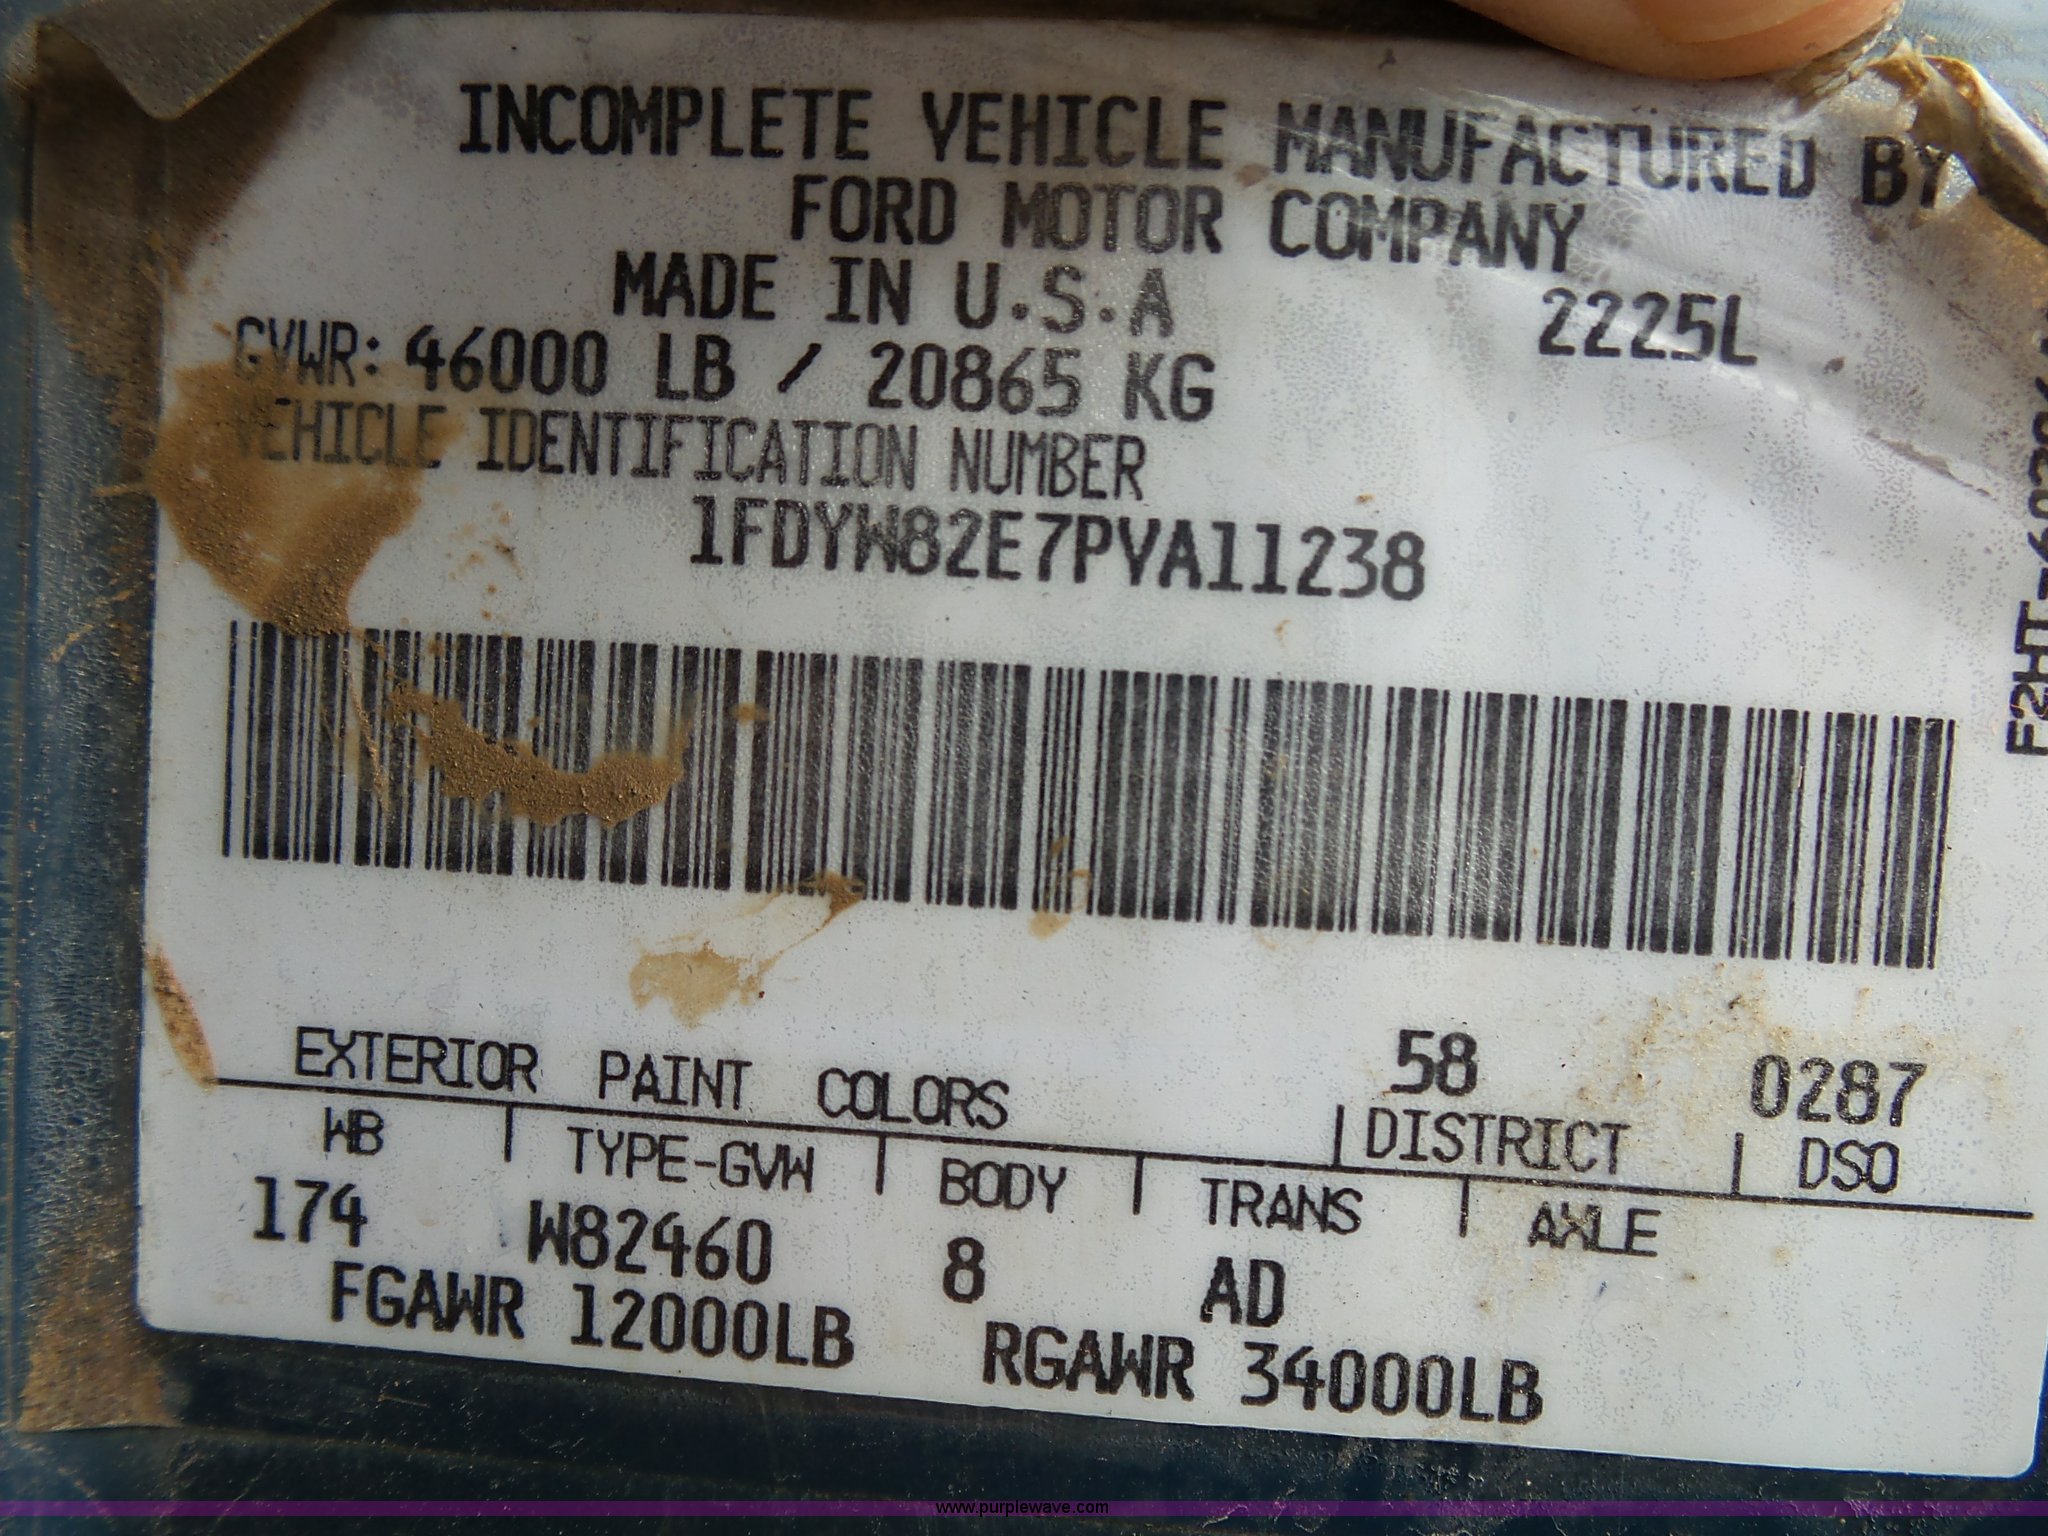 INCOMPLETE VEHICLE MANUFACTURED BY
FORD MOTOR COMPANY
MADE IN U.S.A
2225L
GVWR: 46000 LB / 20865 KG
VEHICLE IDENTIFICATION NUMBER
1FDYW82E7PVA11238
EXTERIOR PAINT COLORS
58 0287
DISTRICT DSO
WB TYPE-GVW BODY TRANS AXLE
174 W82460 8 AD
FGAWR 12000LB RGAWR 34000LB
www.purplewave.com